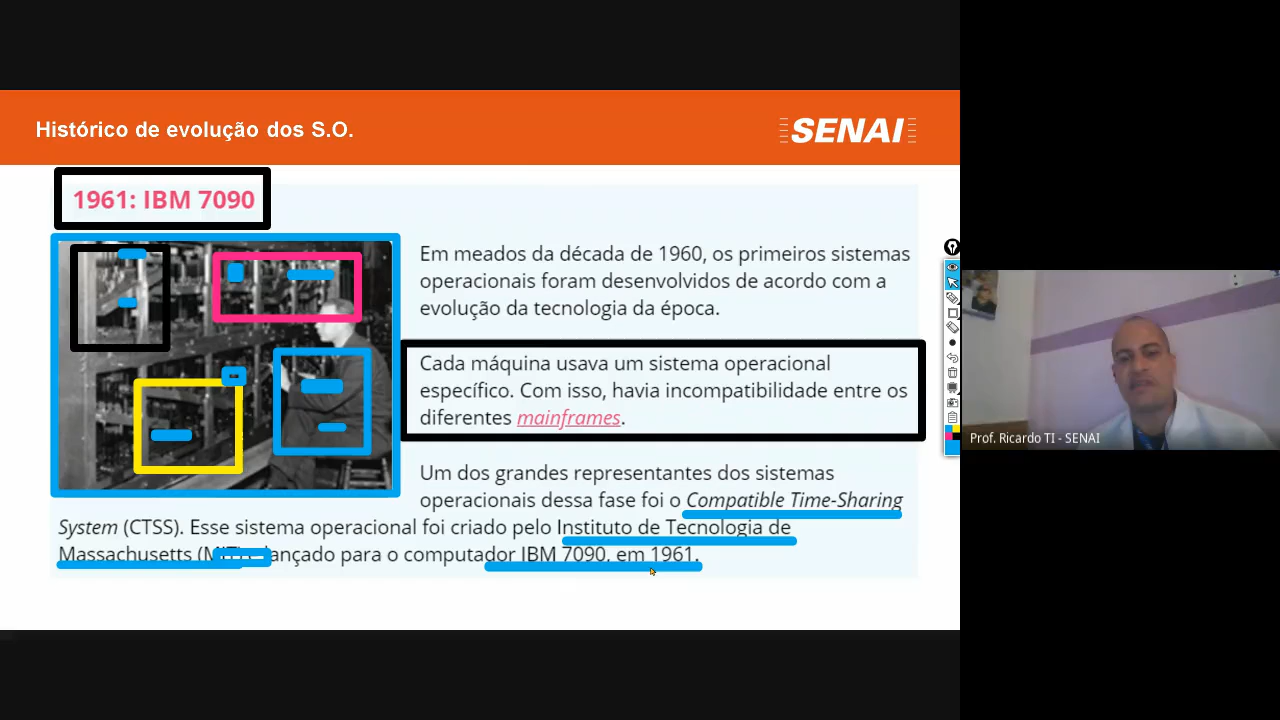 Histórico de evolução dos S.O.
SENAI
1961: IBM 7090
Em meados da década de 1960, os primeiros sistemas
operacionais foram desenvolvidos de acordo com a
evolução da tecnologia da época.
Cada máquina usava um sistema operacional
específico. Com isso, havia incompatibilidade entre os
diferentes mainframes.
Um dos grandes representantes dos sistemas
operacionais dessa fase foi o Compatible Time-Sharing
System (CTSS). Esse sistema operacional foi criado pelo Instituto de Tecnologia de
Massachusetts (MIT) e lançado para o computador IBM 7090, em 1961.
Prof. Ricardo TI - SENAI